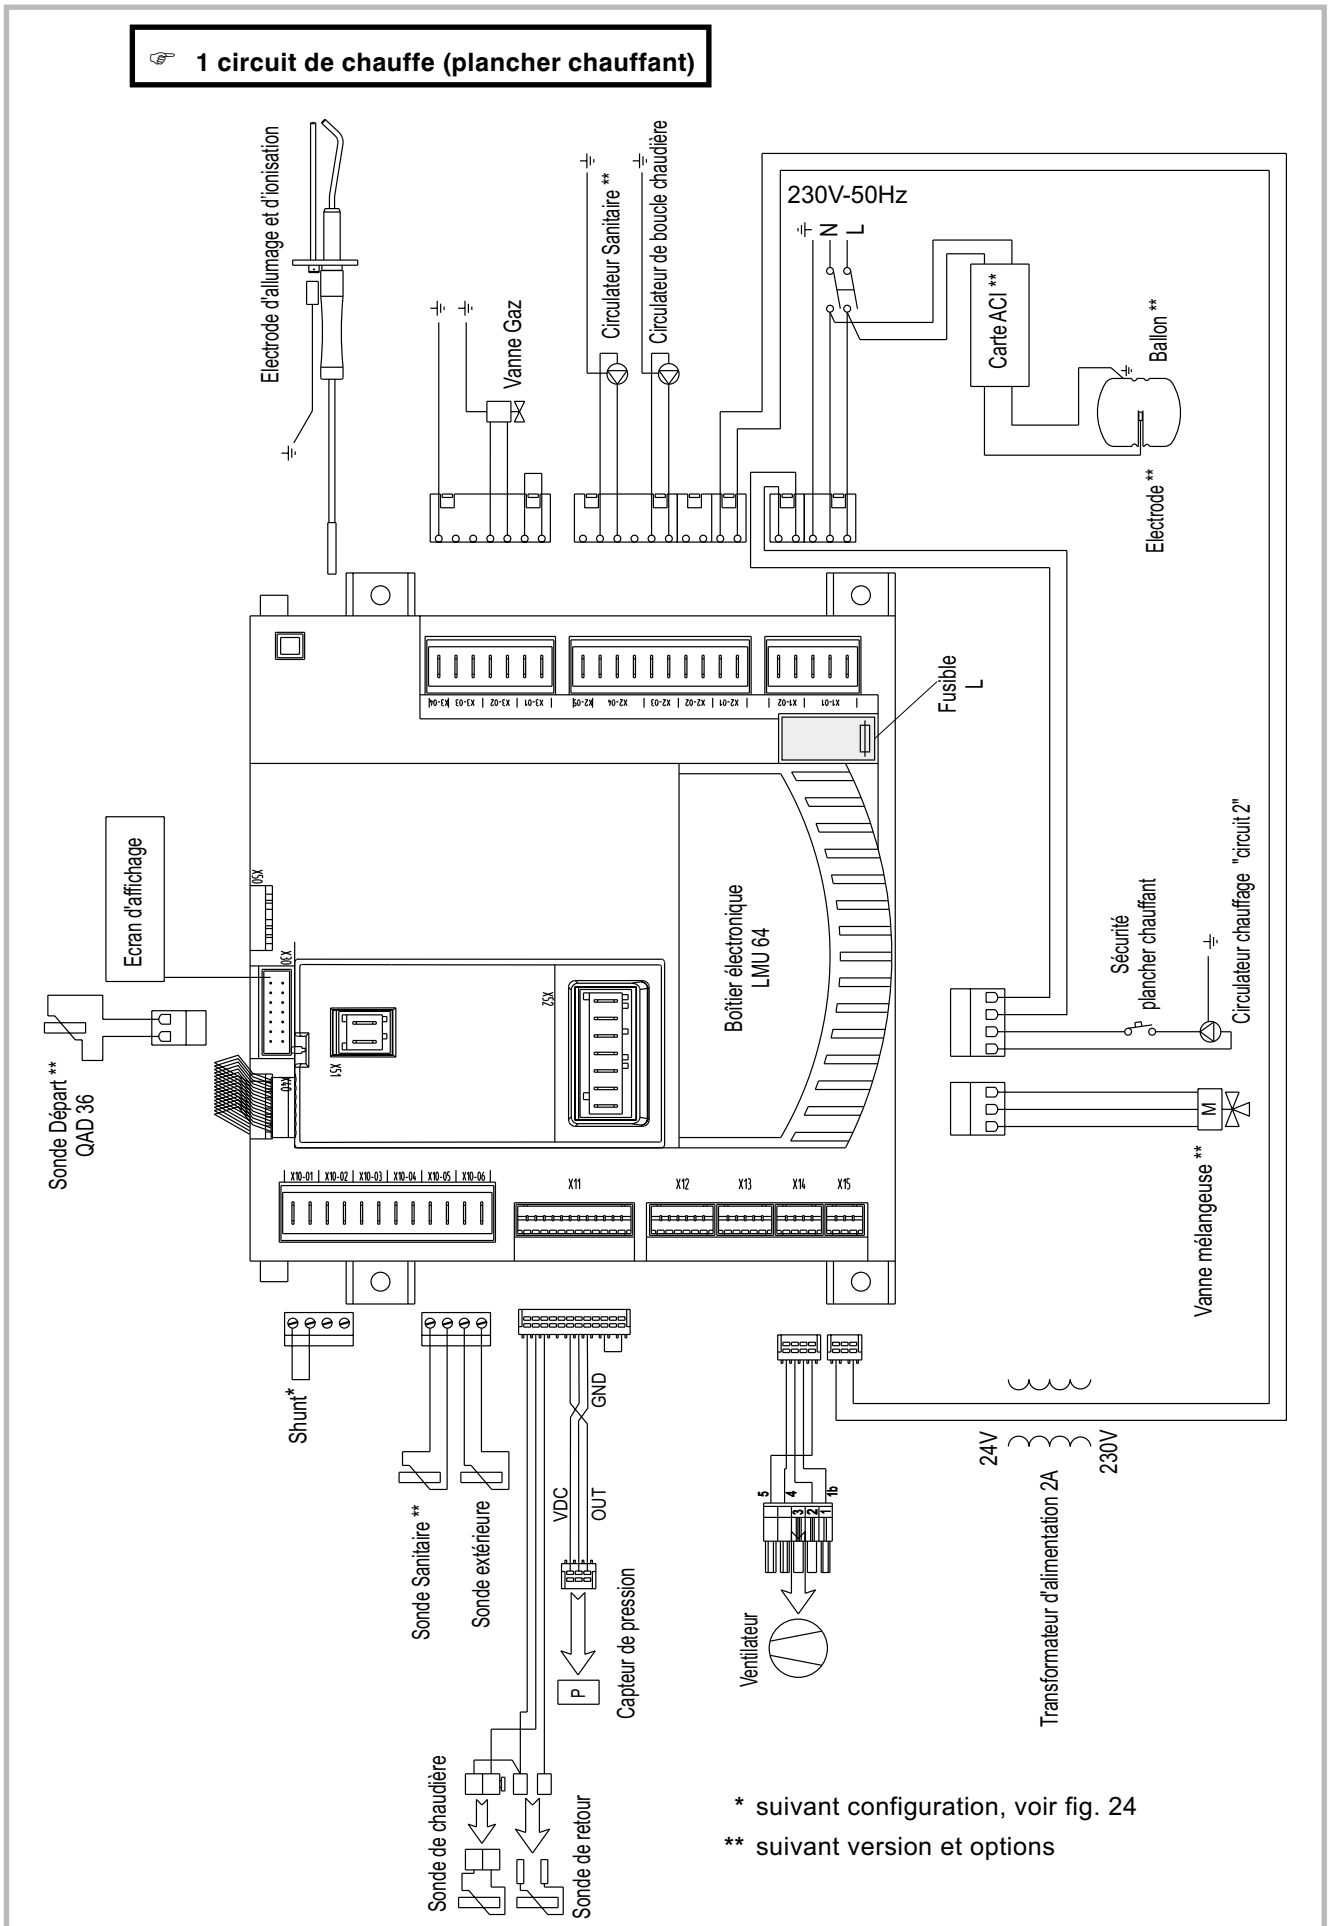 ☞ 1 circuit de chauffe (plancher chauffant)
Electrode d'allumage et d'ionisation
Vanne Gaz
Circulateur Sanitaire **
Circulateur de boucle chaudière
230V-50Hz
N
L
Carte ACI **
Ballon **
Electrode **
X3-04
X3-03
X3-02
X3-01
X2-05
X2-04
X2-03
X2-02
X2-01
X1-02
X1-01
Fusible
L
Ecran d'affichage
X50
X30
X40
X51
X52
Sonde Départ **
QAD 36
Boîtier électronique
LMU 64
Sécurité
plancher chauffant
Circulateur chauffage "circuit 2"
M
Vanne mélangeuse **
X10-01
X10-02
X10-03
X10-04
X10-05
X10-06
X11
X12
X13
X14
X15
Shunt*
Sonde Sanitaire **
Sonde extérieure
VDC
GND
OUT
P
Capteur de pression
5
4
1b
3
2
1
Ventilateur
24V
230V
Transformateur d'alimentation 2A
Sonde de chaudière
Sonde de retour
* suivant configuration, voir fig. 24
** suivant version et options